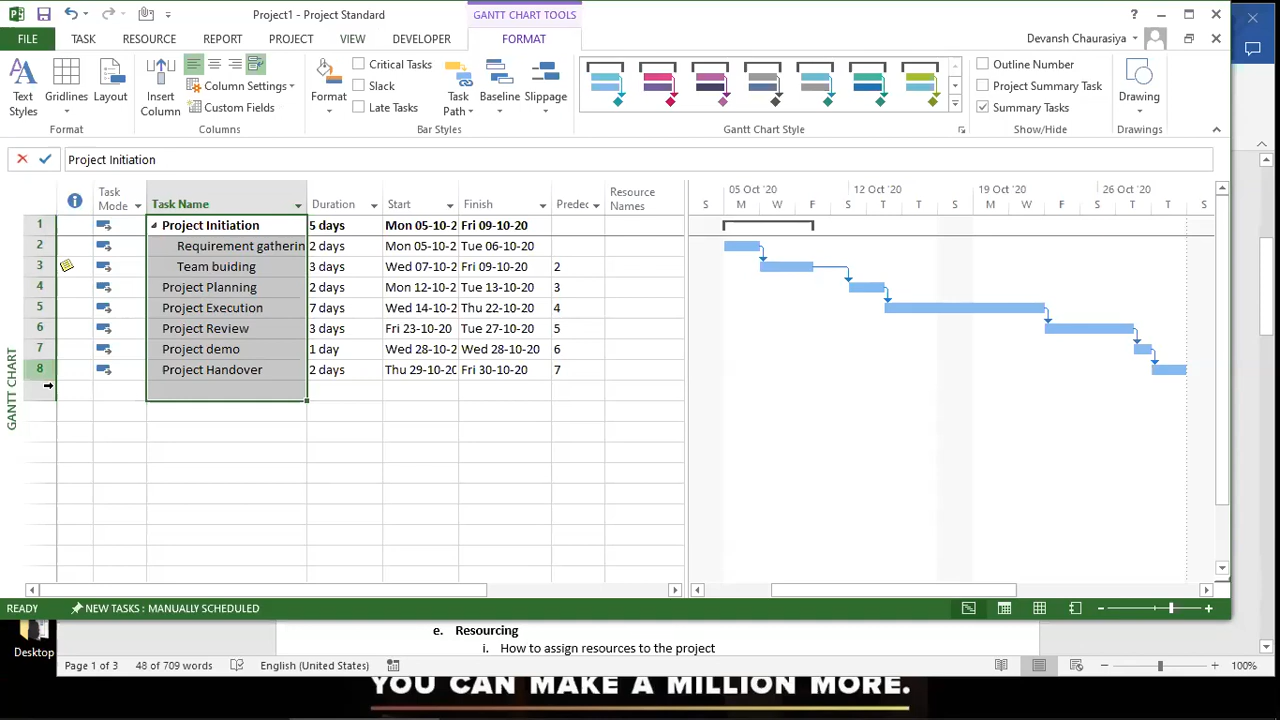 Project1 - Project Standard
GANTT CHART TOOLS
?
FILE
TASK
RESOURCE
REPORT
PROJECT
VIEW
DEVELOPER
FORMAT
Devansh Chaurasiya
Text Styles
Gridlines
Layout
Insert Column
Column Settings
Custom Fields
Format
Critical Tasks
Slack
Late Tasks
Task Path
Baseline
Slippage
Outline Number
Project Summary Task
Summary Tasks
Drawing
Format
Columns
Bar Styles
Gantt Chart Style
Show/Hide
Drawings
Project Initiation
Task Mode
Task Name
Duration
Start
Finish
Predec
Resource Names
05 Oct '20
12 Oct '20
19 Oct '20
26 Oct '20
S M W F S T T S M W F S T T S
1 Project Initiation 5 days Mon 05-10-2 Fri 09-10-20
2 Requirement gatherin 2 days Mon 05-10-2 Tue 06-10-20
3 Team buiding 3 days Wed 07-10-2 Fri 09-10-20 2
4 Project Planning 2 days Mon 12-10-2 Tue 13-10-20 3
5 Project Execution 7 days Wed 14-10-2 Thu 22-10-20 4
6 Project Review 3 days Fri 23-10-20 Tue 27-10-20 5
7 Project demo 1 day Wed 28-10-2 Wed 28-10-20 6
8 Project Handover 2 days Thu 29-10-20 Fri 30-10-20 7
GANTT CHART
READY
NEW TASKS : MANUALLY SCHEDULED
Desktop
e. Resourcing
i. How to assign resources to the project
Page 1 of 3
48 of 709 words
English (United States)
100%
YOU CAN MAKE A MILLION MORE.